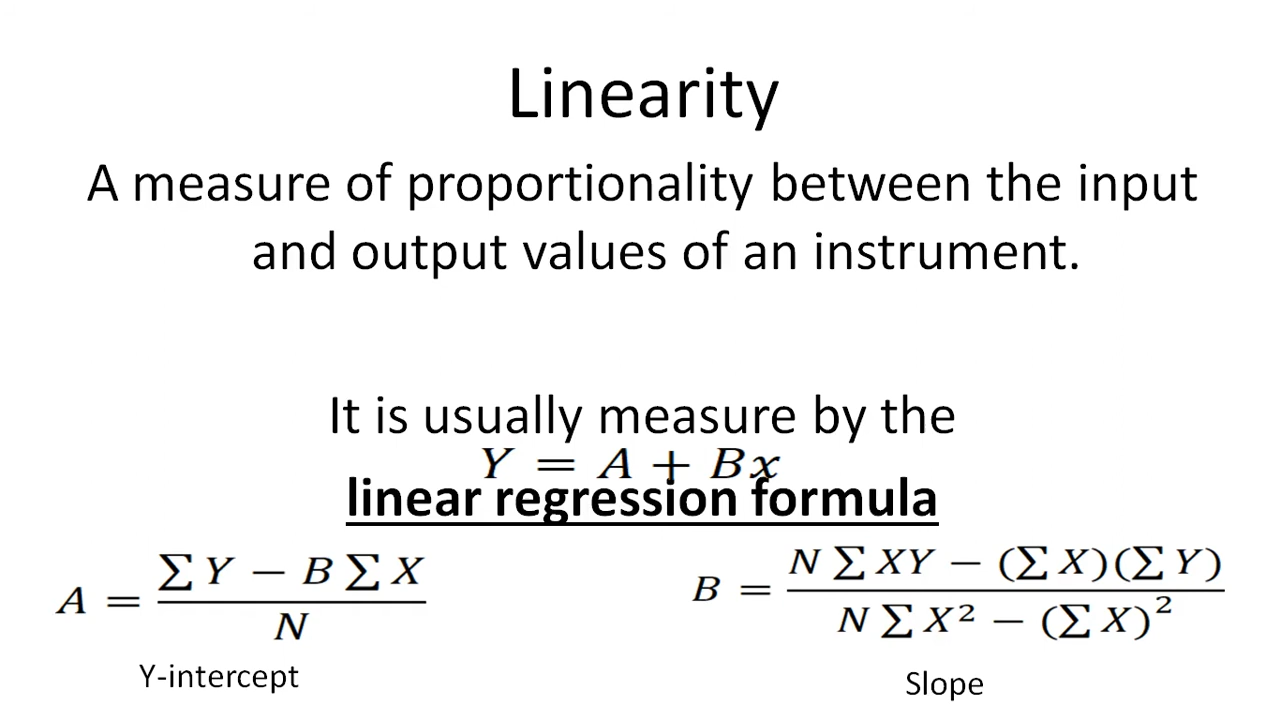 Linearity
A measure of proportionality between the input
and output values of an instrument.
It is usually measure by the
Y = A + Bx
linear regression formula
A = (∑ Y − B ∑ X) / N
Y-intercept
B = (N ∑ XY − (∑ X)(∑ Y)) / (N ∑ X² − (∑ X)²)
Slope